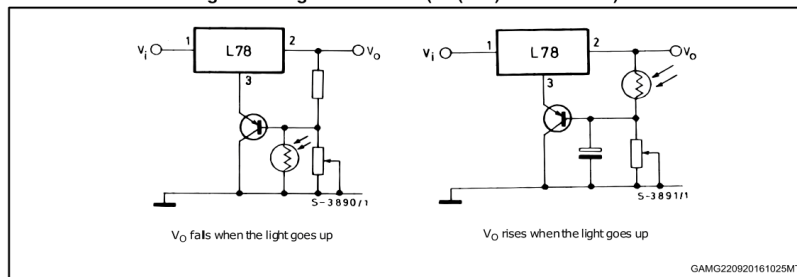 1 L78 2
Vi Vo
3
S-3890/1
VO falls when the light goes up
1 L78 2
Vi Vo
3
S-3891/1
VO rises when the light goes up
GAMG220920161025MT